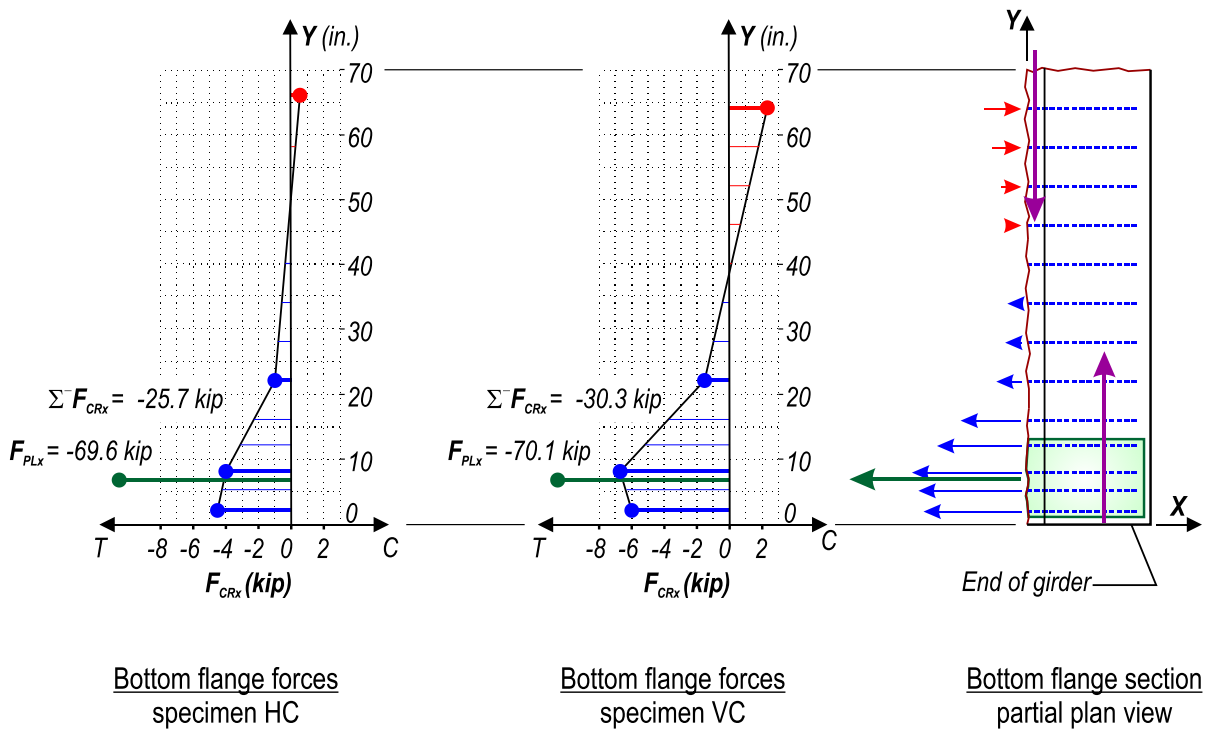 Y (in.)
70
60
50
40
30
20
10
0
Σ⁻F_CRx = -25.7 kip
F_PLx = -69.6 kip
T
-8 -6 -4 -2 0 2
C
F_CRx (kip)
Bottom flange forces
specimen HC
Y (in.)
70
60
50
40
30
20
10
0
Σ⁻F_CRx = -30.3 kip
F_PLx = -70.1 kip
T
-8 -6 -4 -2 0 2
C
F_CRx (kip)
Bottom flange forces
specimen VC
Y
X
End of girder
Bottom flange section
partial plan view